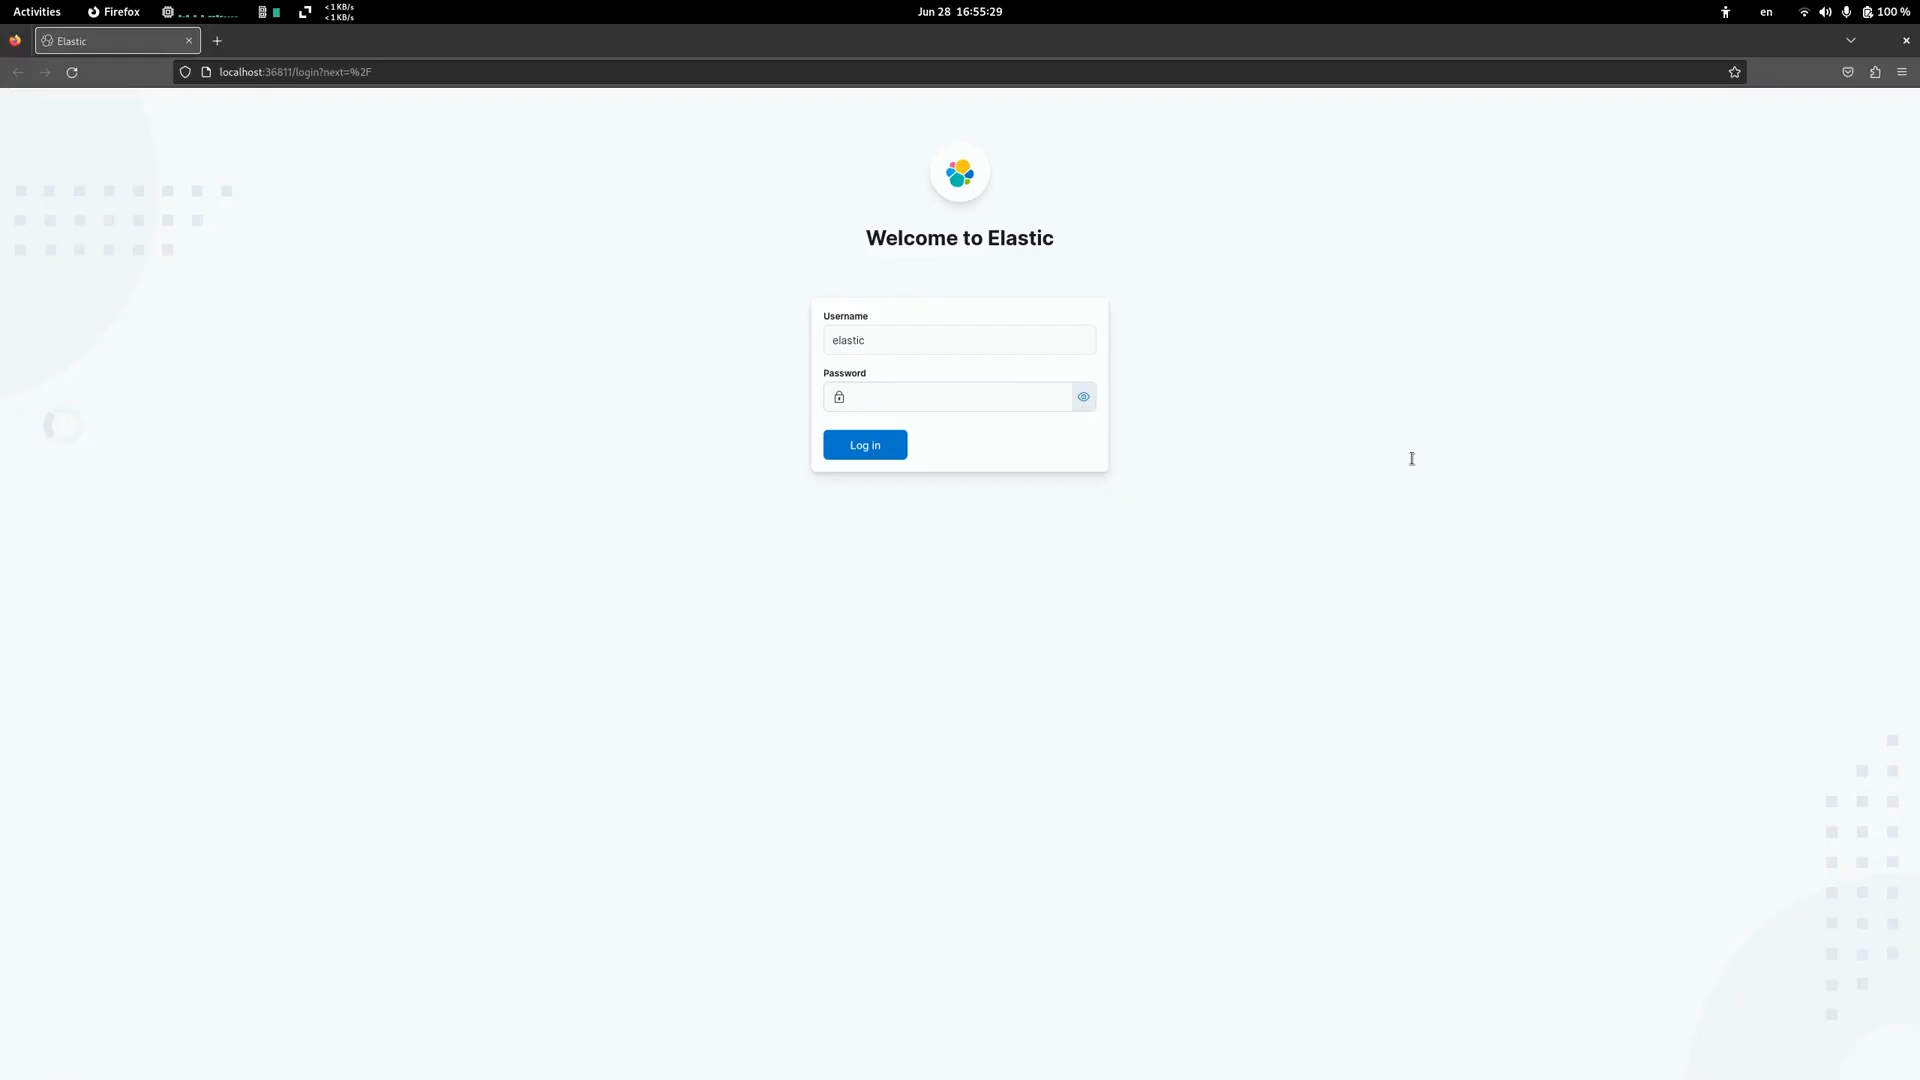 Activities
Firefox
< 1 KB/s
< 1 KB/s
Jun 28 16:55:29
en
100 %
Elastic
localhost:36811/login?next=%2F
Welcome to Elastic
Username
elastic
Password
Log in